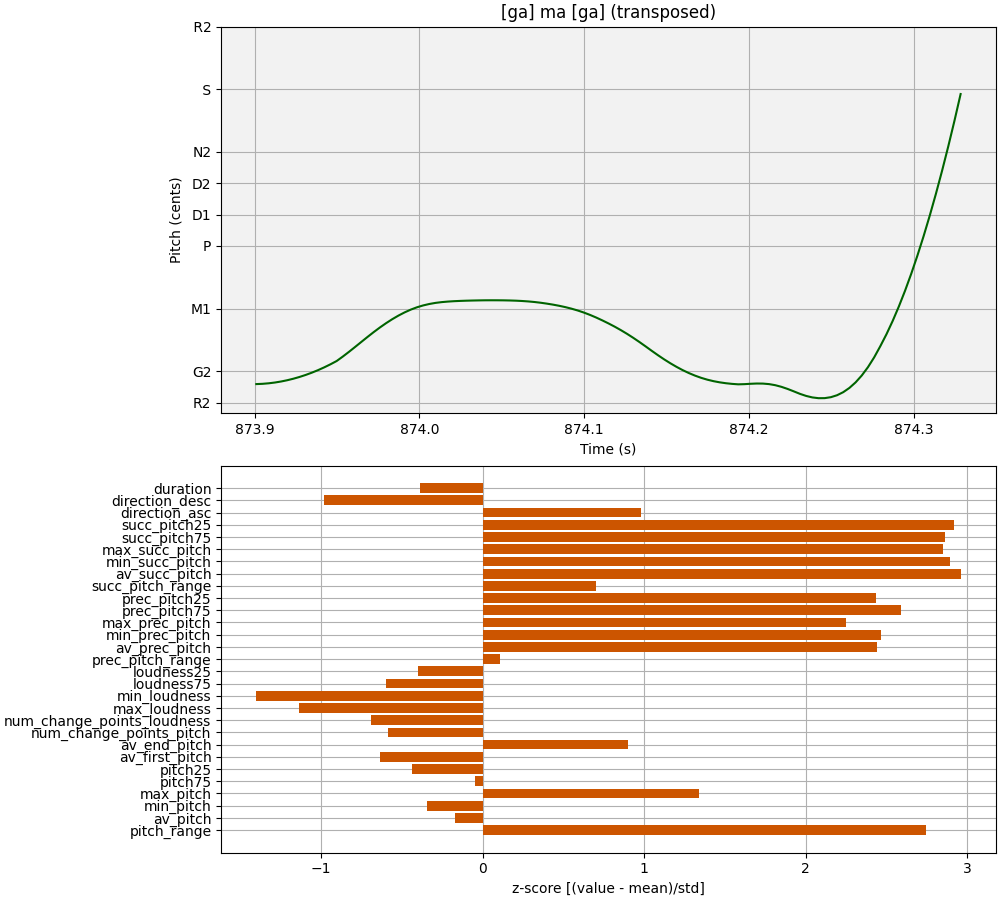 [ga] ma [ga] (transposed)
R2
S
N2
D2
D1
P
M1
G2
R2
Pitch (cents)
873.9 874.0 874.1 874.2 874.3
Time (s)
duration
direction_desc
direction_asc
succ_pitch25
succ_pitch75
max_succ_pitch
min_succ_pitch
av_succ_pitch
succ_pitch_range
prec_pitch25
prec_pitch75
max_prec_pitch
min_prec_pitch
av_prec_pitch
prec_pitch_range
loudness25
loudness75
min_loudness
max_loudness
num_change_points_loudness
num_change_points_pitch
av_end_pitch
av_first_pitch
pitch25
pitch75
max_pitch
min_pitch
av_pitch
pitch_range
−1 0 1 2 3
z-score [(value - mean)/std]